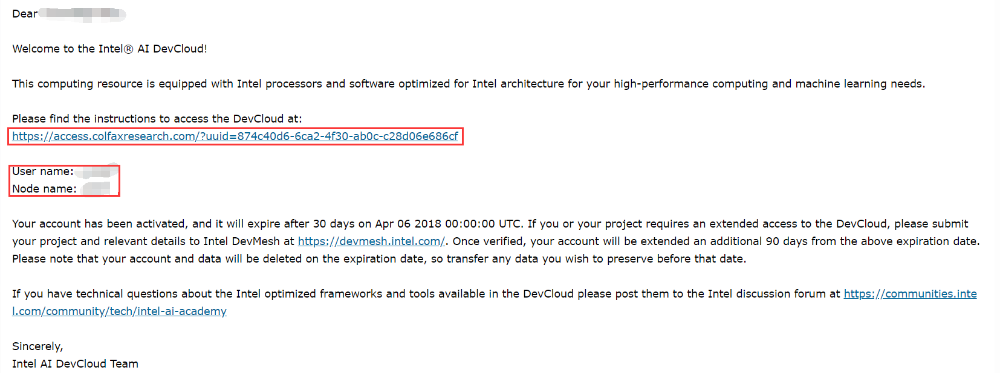 Dear
Welcome to the Intel® AI DevCloud!
This computing resource is equipped with Intel processors and software optimized for Intel architecture for your high-performance computing and machine learning needs.
Please find the instructions to access the DevCloud at:
https://access.colfaxresearch.com/?uuid=874c40d6-6ca2-4f30-ab0c-c28d06e686cf
User name:
Node name:
Your account has been activated, and it will expire after 30 days on Apr 06 2018 00:00:00 UTC. If you or your project requires an extended access to the DevCloud, please submit
your project and relevant details to Intel DevMesh at https://devmesh.intel.com/. Once verified, your account will be extended an additional 90 days from the above expiration date.
Please note that your account and data will be deleted on the expiration date, so transfer any data you wish to preserve before that date.
If you have technical questions about the Intel optimized frameworks and tools available in the DevCloud please post them to the Intel discussion forum at https://communities.inte
l.com/community/tech/intel-ai-academy
Sincerely,
Intel AI DevCloud Team